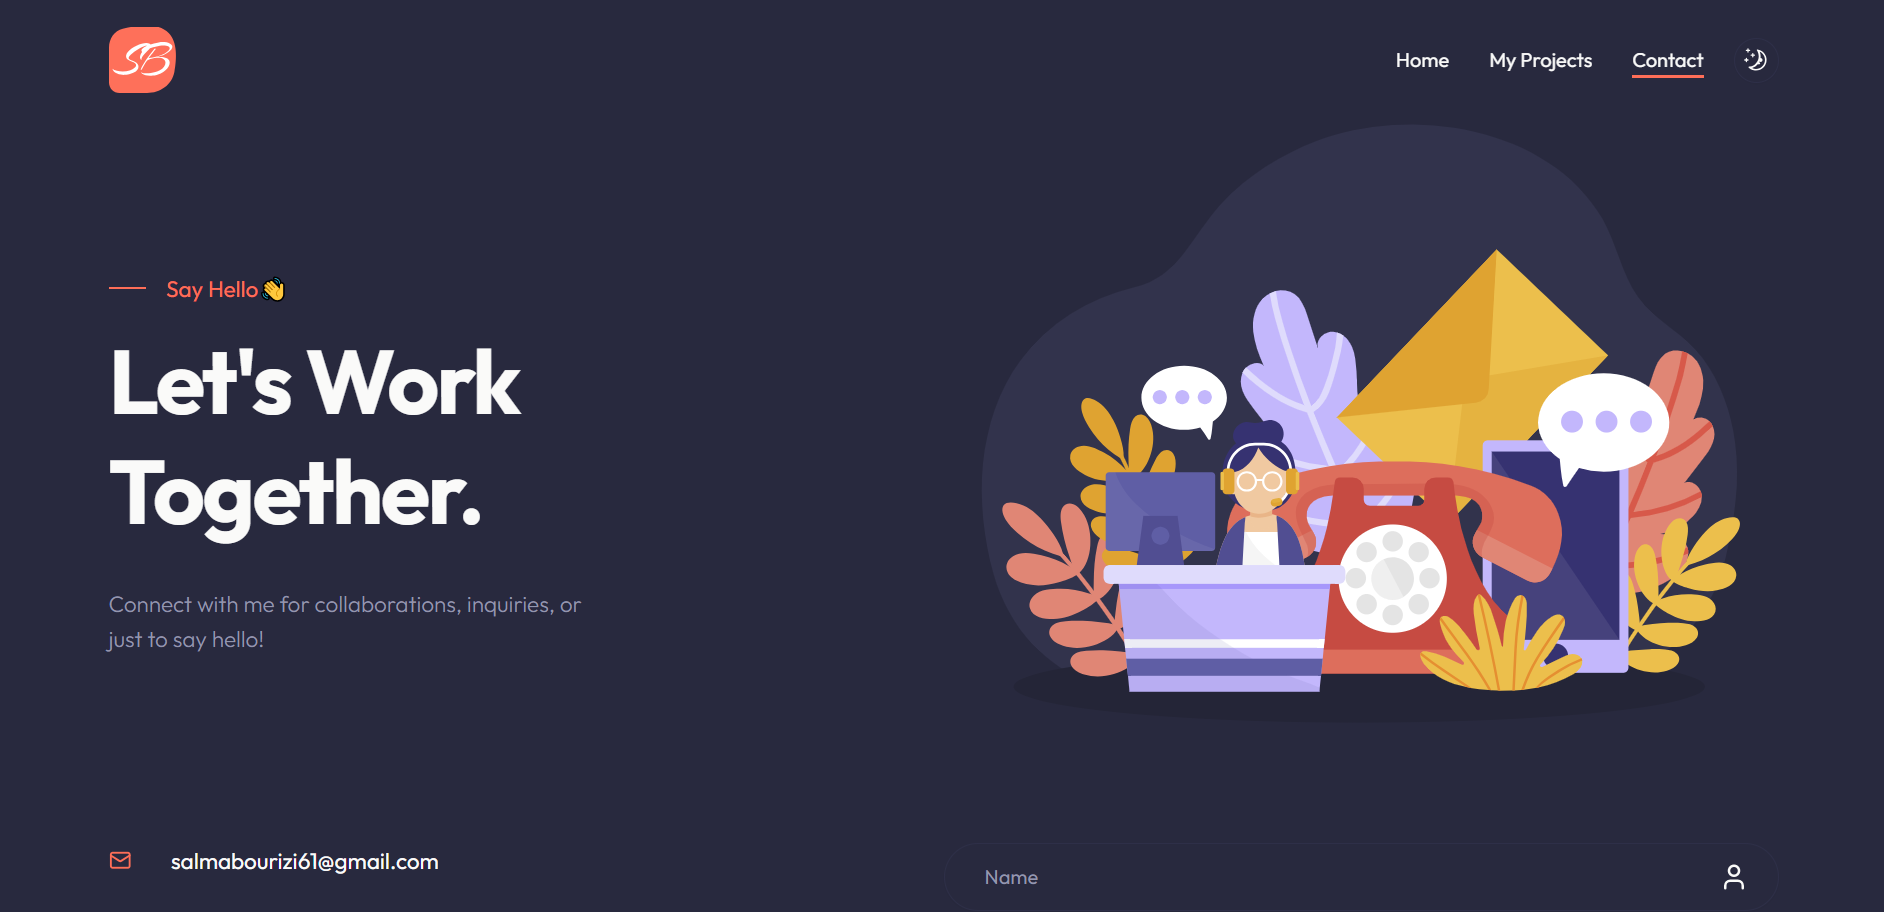 SB
Home My Projects Contact
Say Hello👋
Let's Work
Together.
Connect with me for collaborations, inquiries, or
just to say hello!
salmabourizi61@gmail.com
Name